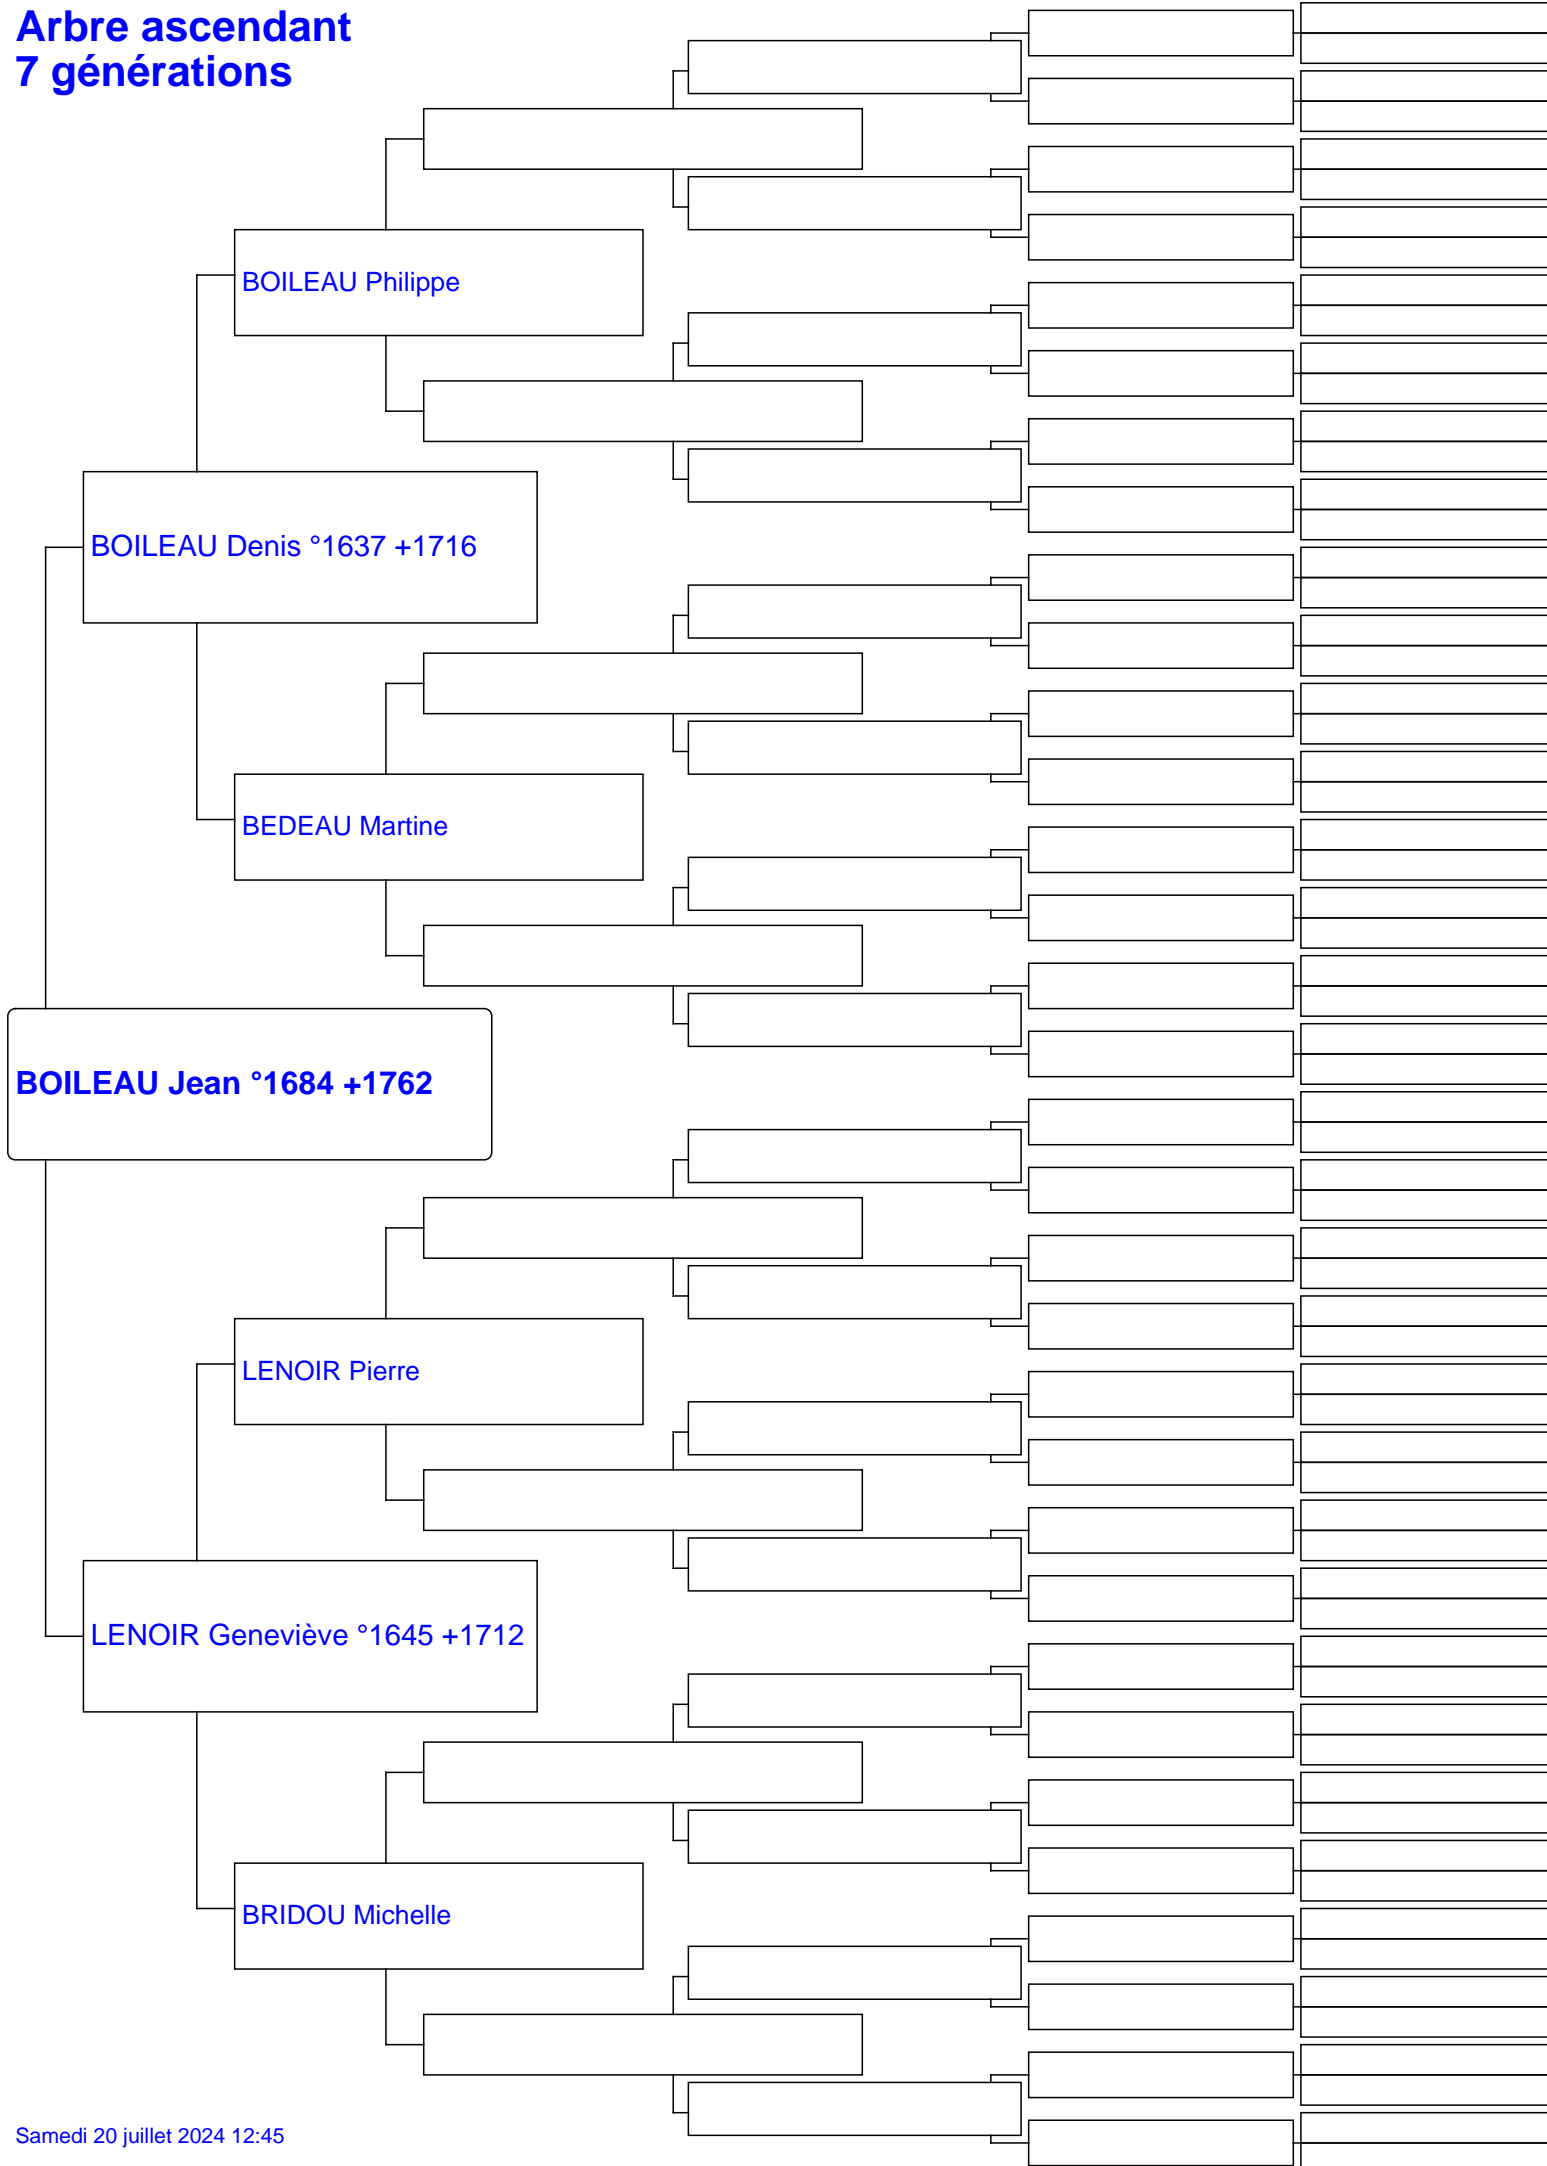 Arbre ascendant
7 générations
BOILEAU Philippe
BOILEAU Denis °1637 +1716
BEDEAU Martine
BOILEAU Jean °1684 +1762
LENOIR Pierre
LENOIR Geneviève °1645 +1712
BRIDOU Michelle
Samedi 20 juillet 2024 12:45